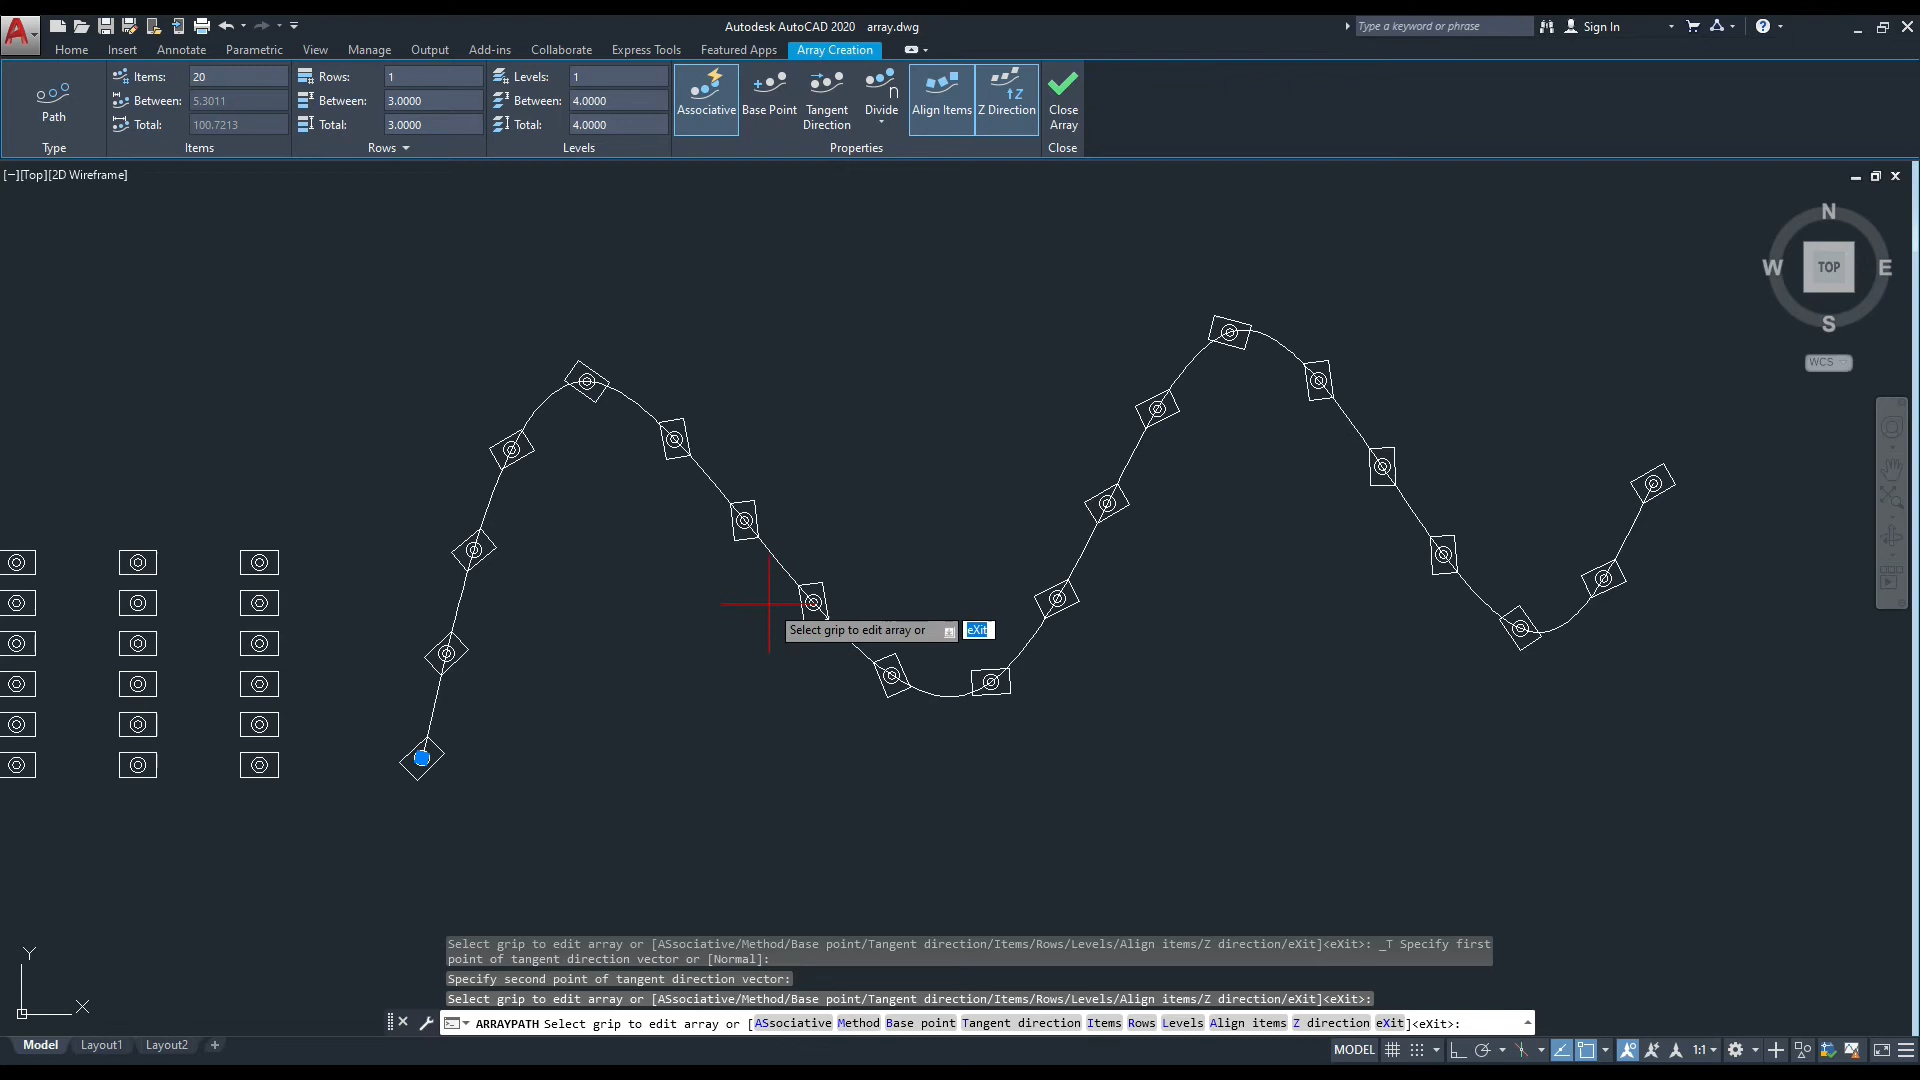 Autodesk AutoCAD 2020 array.dwg
Type a keyword or phrase
Sign In
Home Insert Annotate Parametric View Manage Output Add-ins Collaborate Express Tools Featured Apps Array Creation
Path
Type
Items: 20
Between: 5.3011
Total: 100.7213
Items
Rows: 1
Between: 3.0000
Total: 3.0000
Rows
Levels: 1
Between: 4.0000
Total: 4.0000
Levels
Associative
Base Point
Tangent
Direction
Divide
Align Items
Z Direction
Properties
Close
Array
Close
[−][Top][2D Wireframe]
N
W TOP E
S
WCS
Select grip to edit array or eXit
Y
X
Select grip to edit array or [ASsociative/Method/Base point/Tangent direction/Items/Rows/Levels/Align items/Z direction/eXit]<eXit>: _T Specify first
point of tangent direction vector or [Normal]:
Specify second point of tangent direction vector:
Select grip to edit array or [ASsociative/Method/Base point/Tangent direction/Items/Rows/Levels/Align items/Z direction/eXit]<eXit>:
ARRAYPATH Select grip to edit array or [ASsociative Method Base point Tangent direction Items Rows Levels Align items Z direction eXit]<eXit>:
Model Layout1 Layout2 +
MODEL 1:1